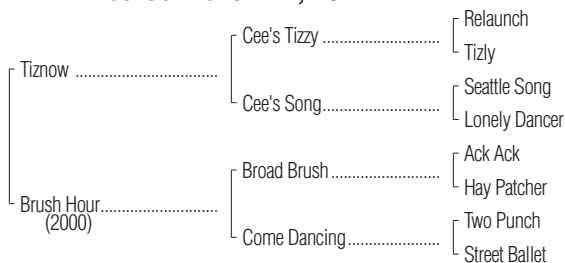 Relaunch
Cee's Tizzy ..............................
Tizly
Tiznow ....................................
Seattle Song
Cee's Song..............................
Lonely Dancer
Ack Ack
Broad Brush ............................
Hay Patcher
Brush Hour..............................
(2000)
Two Punch
Come Dancing........................
Street Ballet